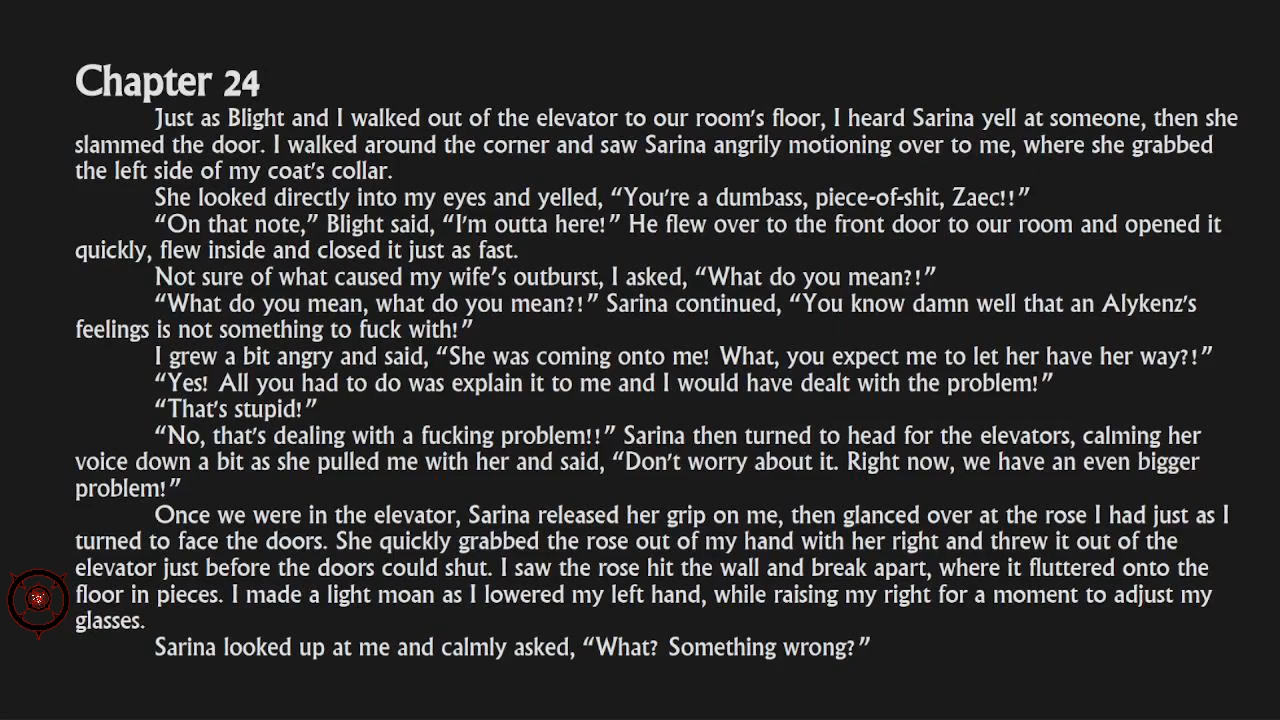 Chapter 24
Just as Blight and I walked out of the elevator to our room's floor, I heard Sarina yell at someone, then she
slammed the door. I walked around the corner and saw Sarina angrily motioning over to me, where she grabbed
the left side of my coat's collar.
She looked directly into my eyes and yelled, “You're a dumbass, piece-of-shit, Zaec!!”
“On that note,” Blight said, “I'm outta here!” He flew over to the front door to our room and opened it
quickly, flew inside and closed it just as fast.
Not sure of what caused my wife's outburst, I asked, “What do you mean?!”
“What do you mean, what do you mean?!” Sarina continued, “You know damn well that an Alykenz's
feelings is not something to fuck with!”
I grew a bit angry and said, “She was coming onto me! What, you expect me to let her have her way?!”
“Yes! All you had to do was explain it to me and I would have dealt with the problem!”
“That's stupid!”
“No, that's dealing with a fucking problem!!” Sarina then turned to head for the elevators, calming her
voice down a bit as she pulled me with her and said, “Don't worry about it. Right now, we have an even bigger
problem!”
Once we were in the elevator, Sarina released her grip on me, then glanced over at the rose I had just as I
turned to face the doors. She quickly grabbed the rose out of my hand with her right and threw it out of the
elevator just before the doors could shut. I saw the rose hit the wall and break apart, where it fluttered onto the
floor in pieces. I made a light moan as I lowered my left hand, while raising my right for a moment to adjust my
glasses.
Sarina looked up at me and calmly asked, “What? Something wrong?”